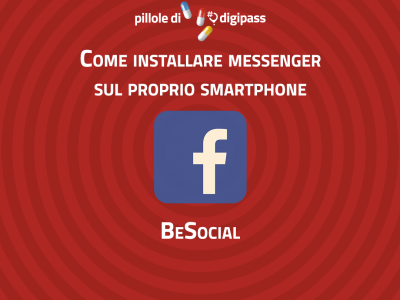 pillole di digipass
Come installare messenger
sul proprio smartphone
f
BeSocial